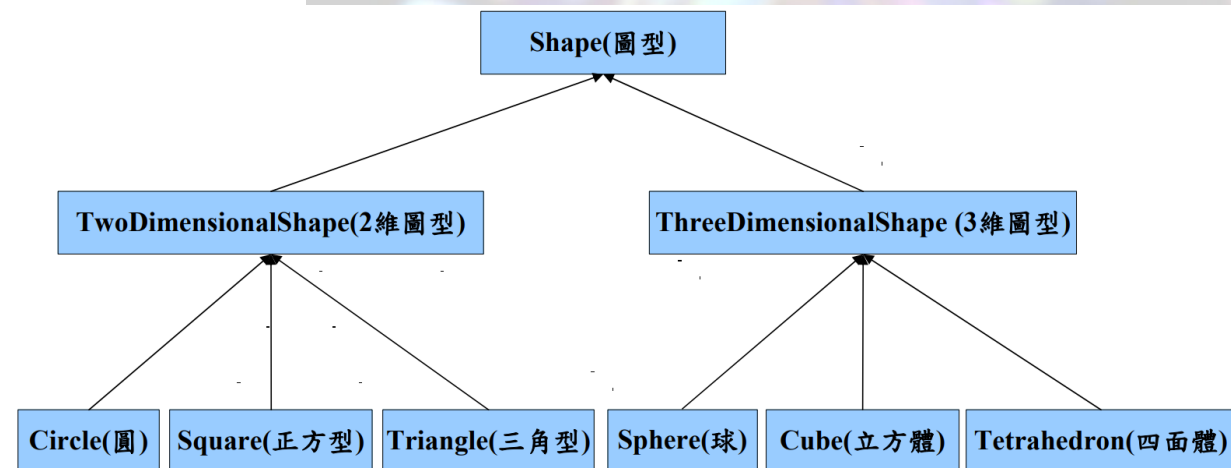 Shape(圖型)
TwoDimensionalShape(2維圖型)
ThreeDimensionalShape (3維圖型)
Circle(圓)
Square(正方型)
Triangle(三角型)
Sphere(球)
Cube(立方體)
Tetrahedron(四面體)